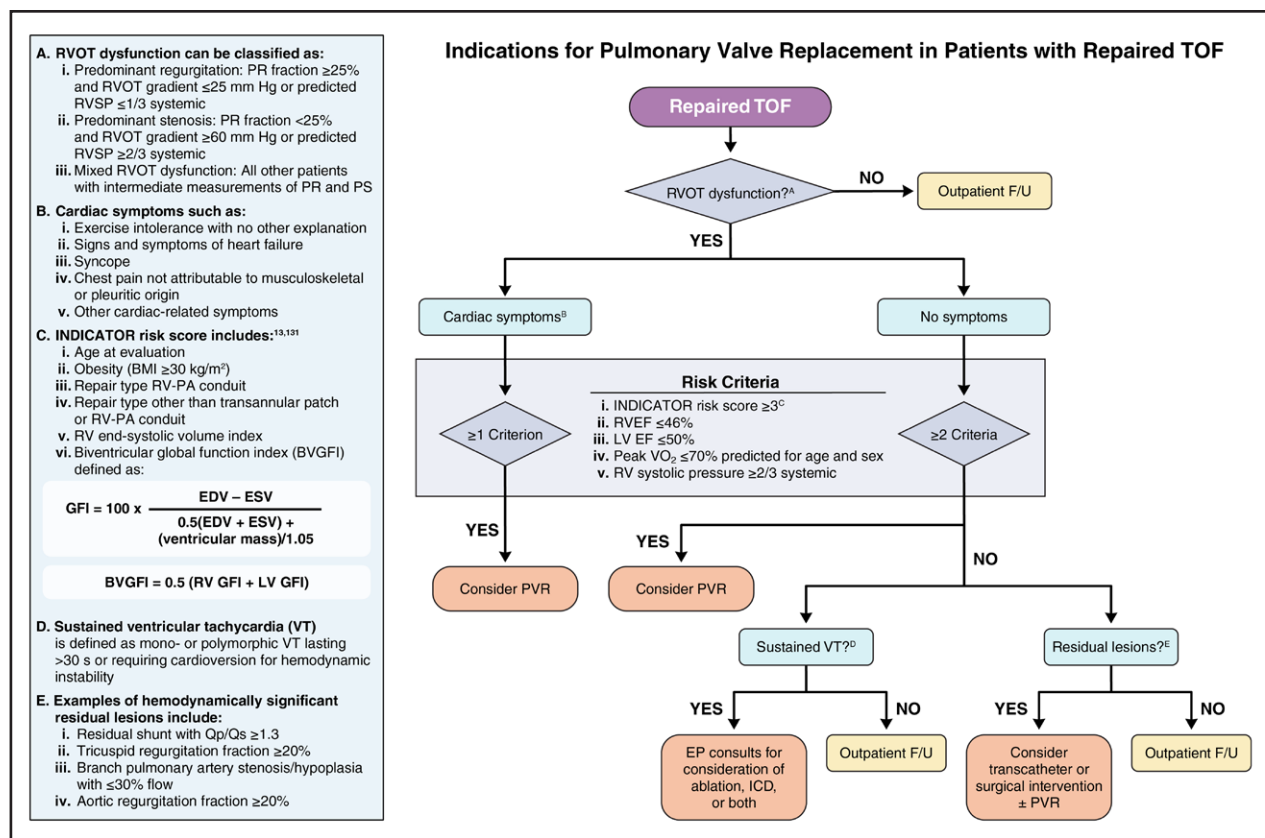 A. RVOT dysfunction can be classified as:
i. Predominant regurgitation: PR fraction ≥25%
and RVOT gradient ≤25 mm Hg or predicted
RVSP ≤1/3 systemic
ii. Predominant stenosis: PR fraction <25%
and RVOT gradient ≥60 mm Hg or predicted
RVSP ≥2/3 systemic
iii. Mixed RVOT dysfunction: All other patients
with intermediate measurements of PR and PS
B. Cardiac symptoms such as:
i. Exercise intolerance with no other explanation
ii. Signs and symptoms of heart failure
iii. Syncope
iv. Chest pain not attributable to musculoskeletal
or pleuritic origin
v. Other cardiac-related symptoms
C. INDICATOR risk score includes:13,131
i. Age at evaluation
ii. Obesity (BMI ≥30 kg/m²)
iii. Repair type RV-PA conduit
iv. Repair type other than transannular patch
or RV-PA conduit
v. RV end-systolic volume index
vi. Biventricular global function index (BVGFI)
defined as:
GFI = 100 x
EDV – ESV
0.5(EDV + ESV) +
(ventricular mass)/1.05
BVGFI = 0.5 (RV GFI + LV GFI)
D. Sustained ventricular tachycardia (VT)
is defined as mono- or polymorphic VT lasting
>30 s or requiring cardioversion for hemodynamic
instability
E. Examples of hemodynamically significant
residual lesions include:
i. Residual shunt with Qp/Qs ≥1.3
ii. Tricuspid regurgitation fraction ≥20%
iii. Branch pulmonary artery stenosis/hypoplasia
with ≤30% flow
iv. Aortic regurgitation fraction ≥20%
Indications for Pulmonary Valve Replacement in Patients with Repaired TOF
Repaired TOF
RVOT dysfunction?A
NO
Outpatient F/U
YES
Cardiac symptomsB
No symptoms
Risk Criteria
i. INDICATOR risk score ≥3C
ii. RVEF ≤46%
iii. LV EF ≤50%
iv. Peak VO₂ ≤70% predicted for age and sex
v. RV systolic pressure ≥2/3 systemic
≥1 Criterion
≥2 Criteria
YES
YES
NO
Consider PVR
Consider PVR
Sustained VT?D
Residual lesions?E
YES
NO
YES
NO
EP consults for
consideration of
ablation, ICD,
or both
Outpatient F/U
Consider
transcatheter or
surgical intervention
± PVR
Outpatient F/U